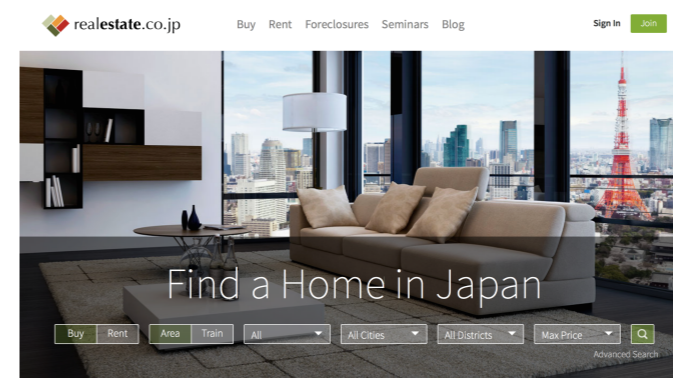 realestate.co.jp Buy Rent Foreclosures Seminars Blog Sign In Join
Find a Home in Japan
Buy Rent Area Train All All Cities All Districts Max Price
Advanced Search